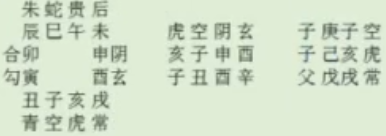 朱蛇贵后
辰巳午未 虎空阴玄 子庚子空
合卯 申阴 亥子申酉 子己亥虎
勾寅 酉玄 子丑酉辛 父戊戌常
丑子亥戌
青空虎常